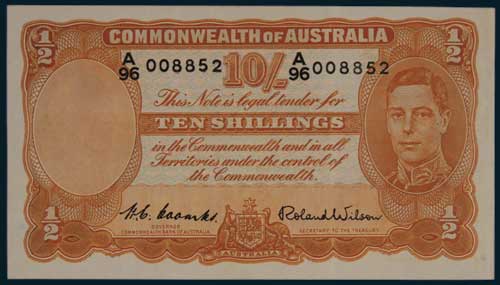 1/2 COMMONWEALTH OF AUSTRALIA 1/2
A/96 008852 10/- A/96 008852
This Note is legal tender for
TEN SHILLINGS
in the Commonwealth and in all
Territories under the control of
the Commonwealth.
H.C. Coombs Roland Wilson
GOVERNOR SECRETARY TO THE TREASURY
COMMONWEALTH BANK OF AUSTRALIA
1/2 AUSTRALIA 1/2